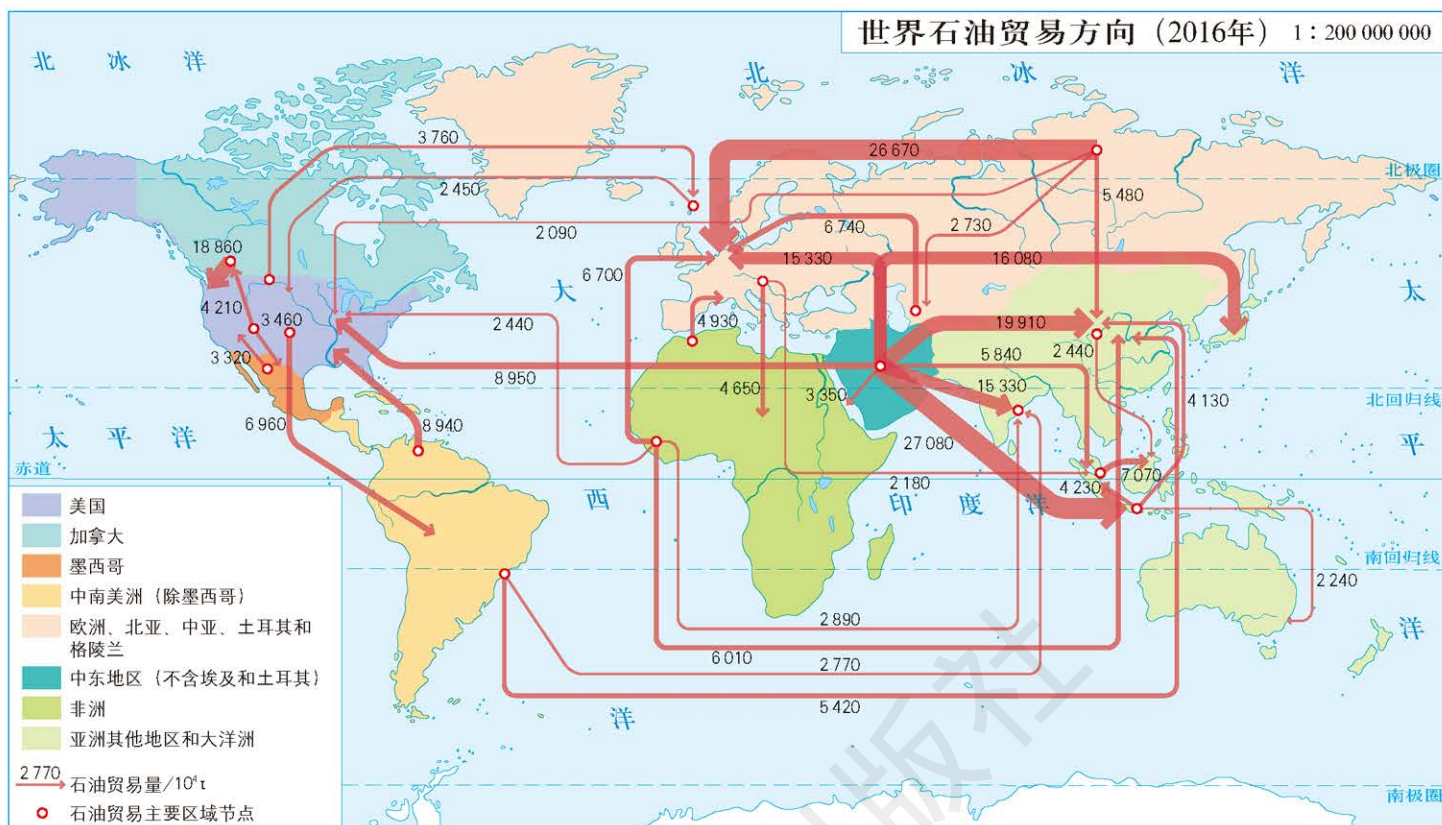 世界石油贸易方向（2016年） 1：200 000 000
北 冰 洋
北 冰 洋
3 760
26 670
北极圈
2 450
5 480
2 090
6 740
2 730
18 860
6 700
15 330
16 080
大
太
4 210
3 460
2 440
4 930
19 910
3 320
2 440
5 840
8 950
4 650
3 350
15 330
4 130
北回归线
太 平 洋
6 960
8 940
27 080
平
赤道
2 180
4 230
7 070
西
印 度 洋
南回归线
2 240
2 890
洋
6 010
2 770
洋
5 420
美国
加拿大
墨西哥
中南美洲（除墨西哥）
欧洲、北亚、中亚、土耳其和
格陵兰
中东地区（不含埃及和土耳其）
非洲
亚洲其他地区和大洋洲
2 770
石油贸易量/10⁴t
石油贸易主要区域节点
南极圈
版社